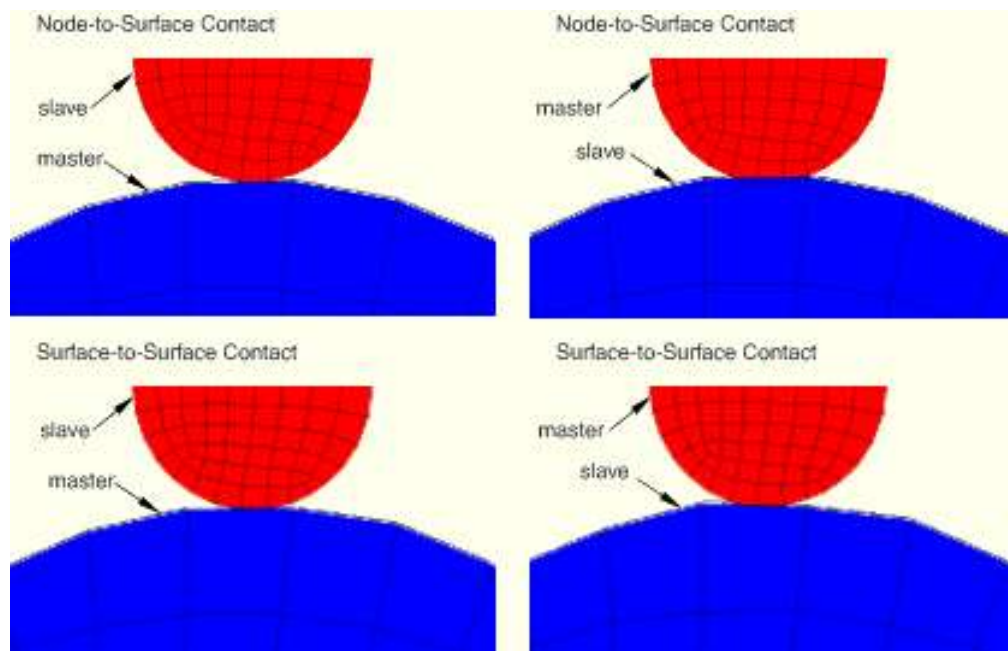 Node-to-Surface Contact
slave
master
Node-to-Surface Contact
master
slave
Surface-to-Surface Contact
slave
master
Surface-to-Surface Contact
master
slave